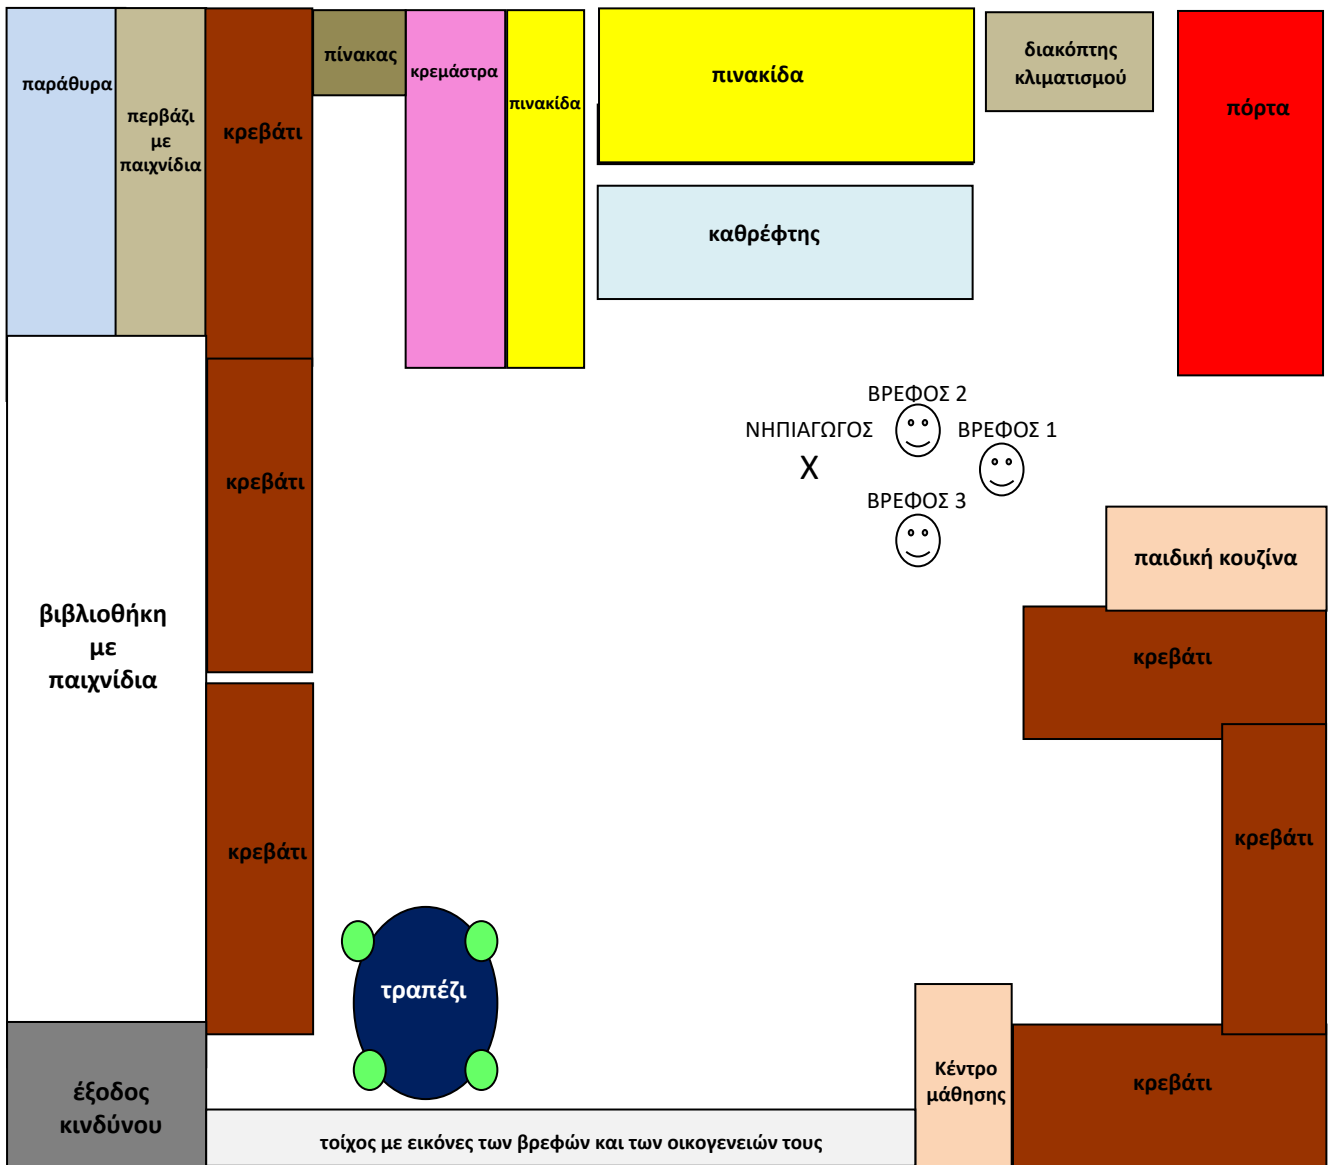 παράθυρα
περβάζι
με
παιχνίδια
κρεβάτι
πίνακας
κρεμάστρα
πινακίδα
πινακίδα
διακόπτης
κλιματισμού
πόρτα
καθρέφτης
ΒΡΕΦΟΣ 2
ΝΗΠΙΑΓΩΓΟΣ
ΒΡΕΦΟΣ 1
Χ
ΒΡΕΦΟΣ 3
κρεβάτι
παιδική κουζίνα
βιβλιοθήκη
με
παιχνίδια
κρεβάτι
κρεβάτι
κρεβάτι
τραπέζι
Κέντρο
μάθησης
κρεβάτι
έξοδος
κινδύνου
τοίχος με εικόνες των βρεφών και των οικογενειών τους